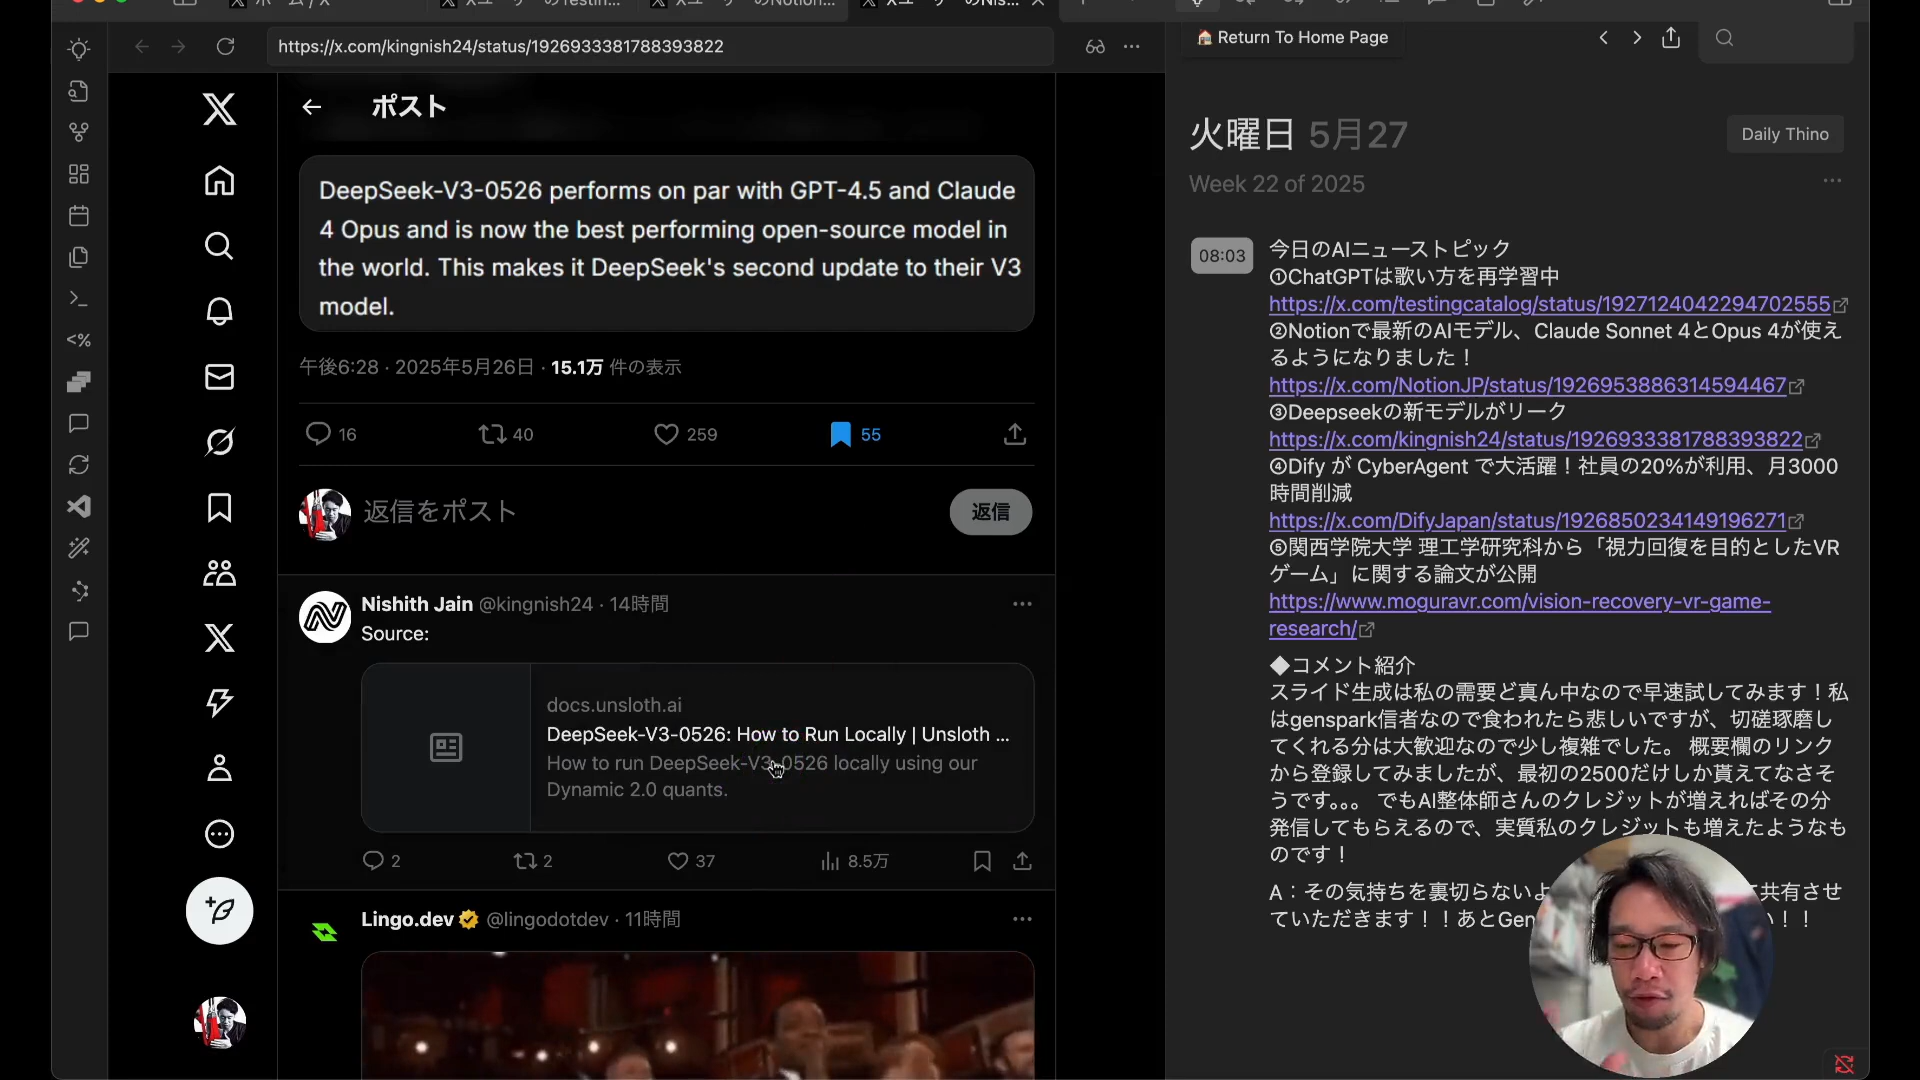 https://x.com/kingnish24/status/1926933381788393822
ポスト
DeepSeek-V3-0526 performs on par with GPT-4.5 and Claude
4 Opus and is now the best performing open-source model in
the world. This makes it DeepSeek's second update to their V3
model.
午後6:28 · 2025年5月26日 · 15.1万 件の表示
16
40
259
55
返信をポスト
返信
Nishith Jain @kingnish24 · 14時間
Source:
docs.unsloth.ai
DeepSeek-V3-0526: How to Run Locally | Unsloth ...
How to run DeepSeek-V3-0526 locally using our
Dynamic 2.0 quants.
2
2
37
8.5万
Lingo.dev @lingodotdev · 11時間
Return To Home Page
火曜日 5月27
Daily Thino
Week 22 of 2025
08:03
今日のAIニューストピック
①ChatGPTは歌い方を再学習中
https://x.com/testingcatalog/status/1927124042294702555
②Notionで最新のAIモデル、Claude Sonnet 4とOpus 4が使え
るようになりました！
https://x.com/NotionJP/status/1926953886314594467
③Deepseekの新モデルがリーク
https://x.com/kingnish24/status/1926933381788393822
④Dify が CyberAgent で大活躍！社員の20%が利用、月3000
時間削減
https://x.com/DifyJapan/status/1926850234149196271
⑤関西学院大学 理工学研究科から「視力回復を目的としたVR
ゲーム」に関する論文が公開
https://www.moguravr.com/vision-recovery-vr-game-
research/
◆コメント紹介
スライド生成は私の需要ど真ん中なので早速試してみます！私
はgenspark信者なので食われたら悲しいですが、切磋琢磨し
てくれる分は大歓迎なので少し複雑でした。 概要欄のリンク
から登録してみましたが、最初の2500だけしか貰えてなさそ
うです。。。 でもAI整体師さんのクレジットが増えればその分
発信してもらえるので、実質私のクレジットも増えたようなも
のです！
A：その気持ちを裏切らないよ 共有させ
ていただきます！！あとGen ！！